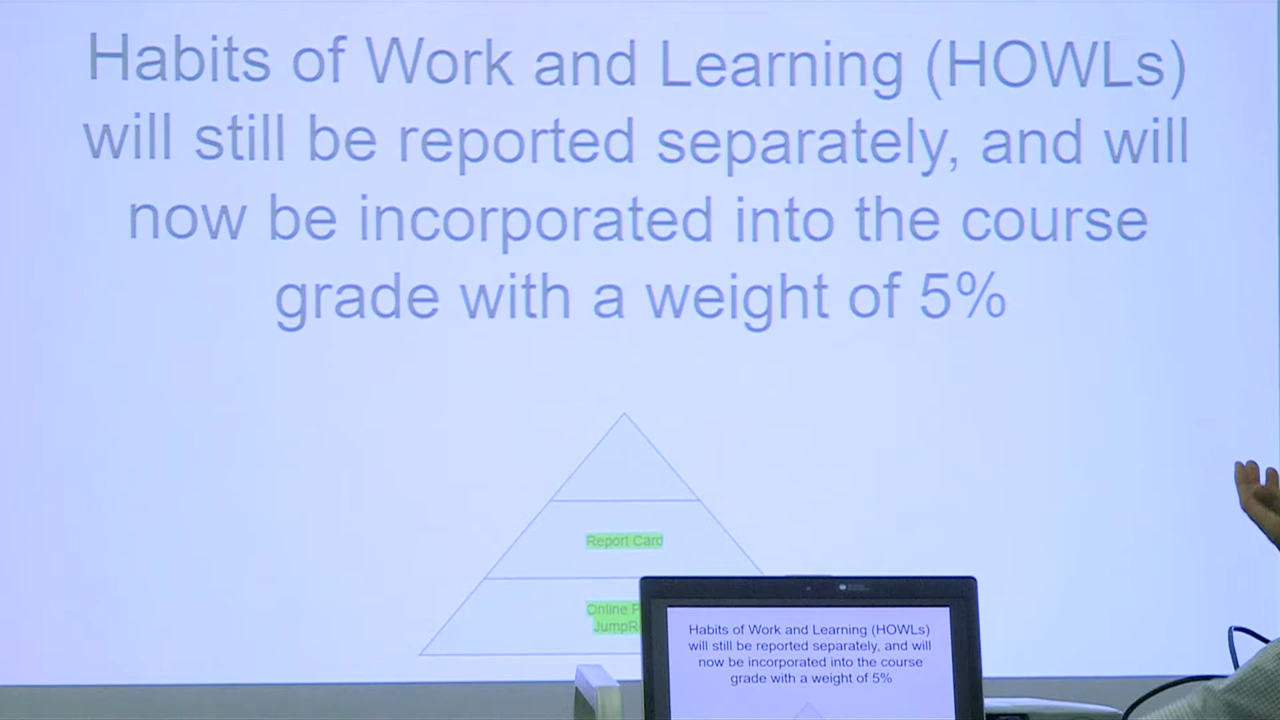 Habits of Work and Learning (HOWLs)
will still be reported separately, and will
now be incorporated into the course
grade with a weight of 5%
Report Card
Online
Habits of Work and Learning (HOWLs)
will still be reported separately, and will
now be incorporated into the course
grade with a weight of 5%